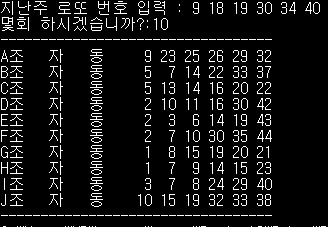 지난주 로또 번호 입력 : 9 18 19 30 34 40
몇회 하시겠습니까?:10
----------------------------------
A조 자 동 9 23 25 26 29 32
B조 자 동 5 7 14 22 33 37
C조 자 동 5 13 14 16 20 22
D조 자 동 2 10 11 16 30 42
E조 자 동 2 3 6 14 19 43
F조 자 동 2 7 10 30 35 44
G조 자 동 1 8 15 19 20 21
H조 자 동 1 7 9 14 15 23
I조 자 동 3 7 8 24 29 40
J조 자 동 10 15 19 32 33 38
----------------------------------